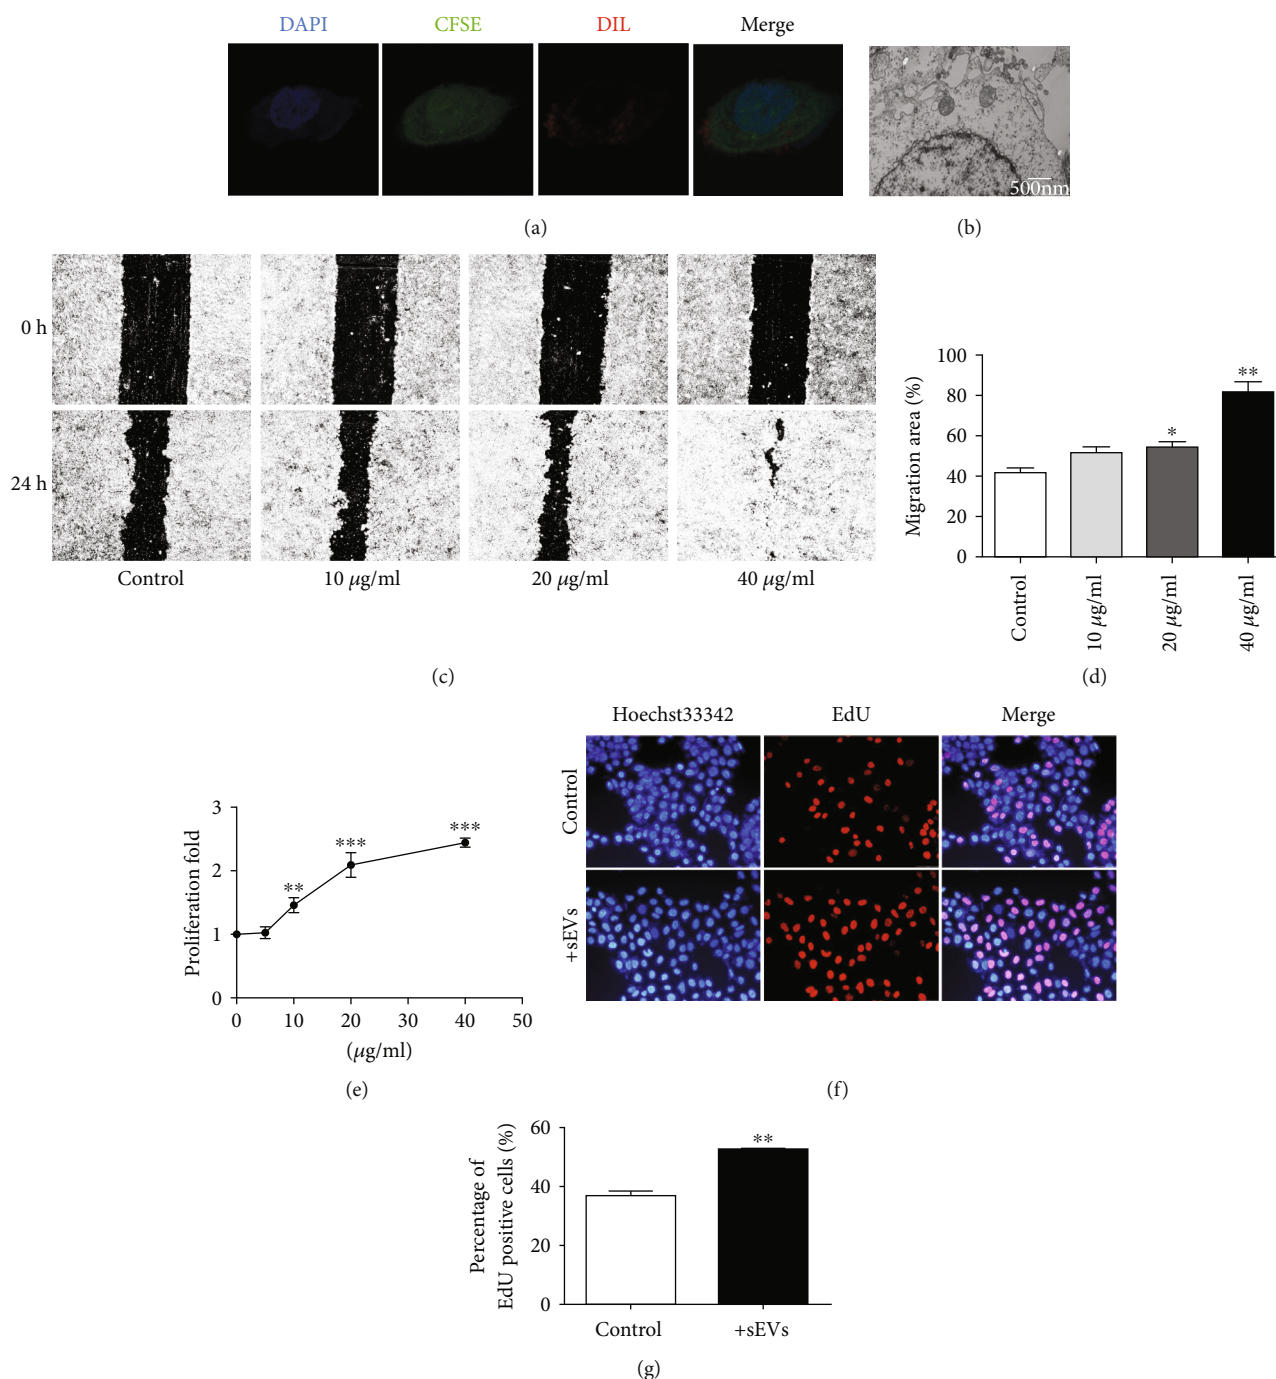 DAPI CFSE DIL Merge
500nm
(a) (b)
0 h
24 h
Control 10 μg/ml 20 μg/ml 40 μg/ml
(c)
Migration area (%)
100
80
60
40
20
0
* **
Control 10 μg/ml 20 μg/ml 40 μg/ml
(d)
Proliferation fold
3
2
1
0
** *** ***
0 10 20 30 40 50
(μg/ml)
(e)
Hoechst33342 EdU Merge
Control
+sEVs
(f)
Percentage of
EdU positive cells (%)
60
40
20
0
**
Control +sEVs
(g)